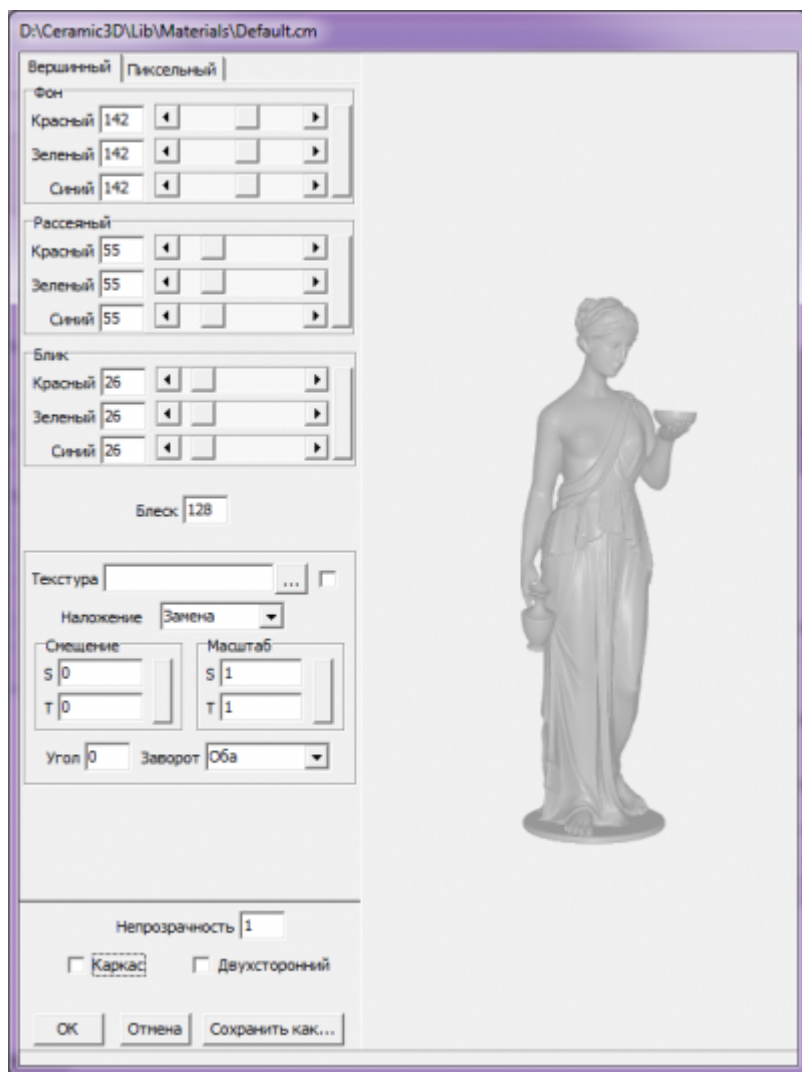 D:\Ceramic3D\Lib\Materials\Default.cm
Вершинный Пиксельный
Фон
Красный 142
Зеленый 142
Синий 142
Рассеяный
Красный 55
Зеленый 55
Синий 55
Блик
Красный 26
Зеленый 26
Синий 26
Блеск 128
Текстура ...
Наложение Замена
Смещение Масштаб
S 0 S 1
T 0 T 1
Угол 0 Заворот Оба
Непрозрачность 1
Каркас Двухсторонний
OK Отмена Сохранить как...